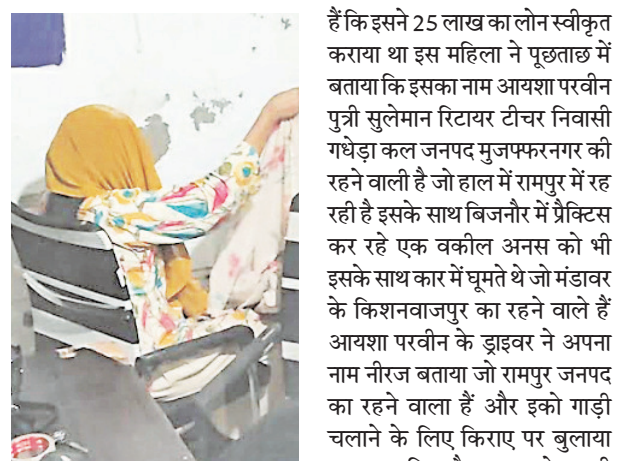 हैं कि इसने 25 लाख का लोन स्वीकृत
कराया था इस महिला ने पूछताछ में
बताया कि इसका नाम आयशा परवीन
पुत्री सुलेमान रिटायर टीचर निवासी
गधेड़ा कल जनपद मुजफ्फरनगर की
रहने वाली है जो हाल में रामपुर में रह
रही है इसके साथ बिजनौर में प्रैक्टिस
कर रहे एक वकील अनस को भी
इसके साथ कार में घूमते थे जो मंडावर
के किशनवाजपुर का रहने वाले हैं
आयशा परवीन के ड्राइवर ने अपना
नाम नीरज बताया जो रामपुर जनपद
का रहने वाला हैं और इको गाड़ी
चलाने के लिए किराए पर बुलाया